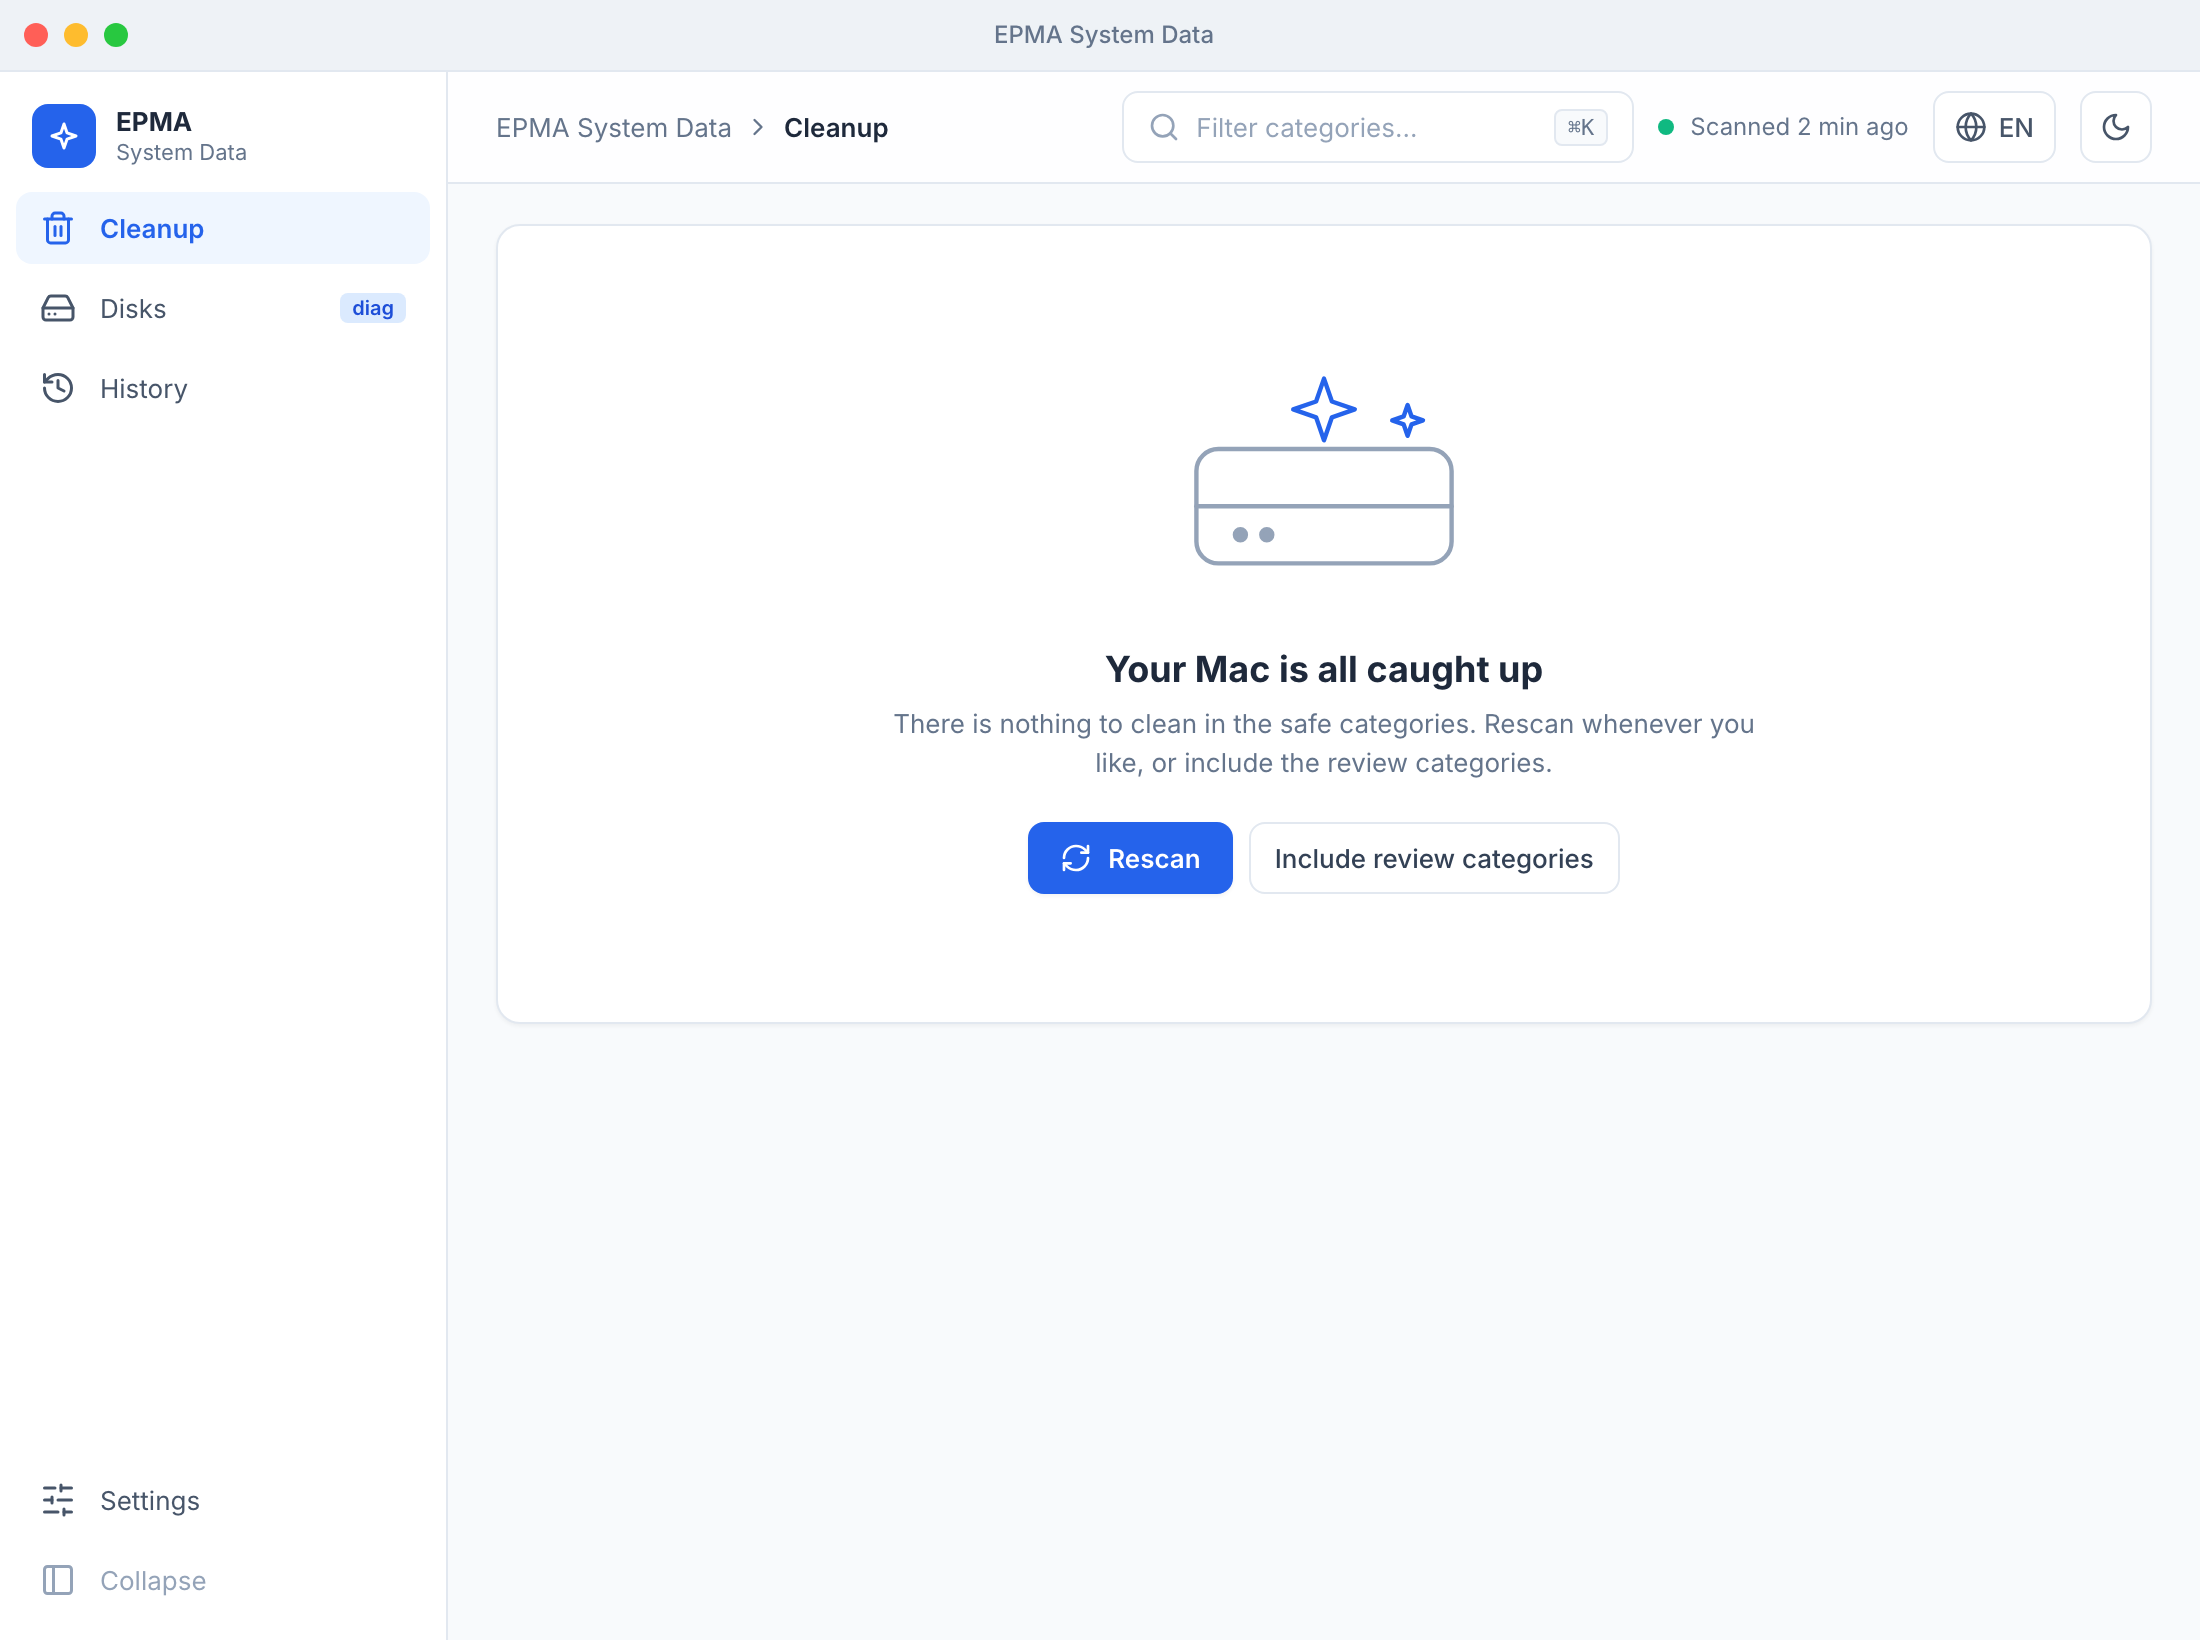 EPMA System Data
EPMA
System Data
Cleanup
Disks
diag
History
Settings
Collapse
EPMA System Data > Cleanup
Filter categories...
⌘K
Scanned 2 min ago
EN
Your Mac is all caught up
There is nothing to clean in the safe categories. Rescan whenever you
like, or include the review categories.
Rescan
Include review categories